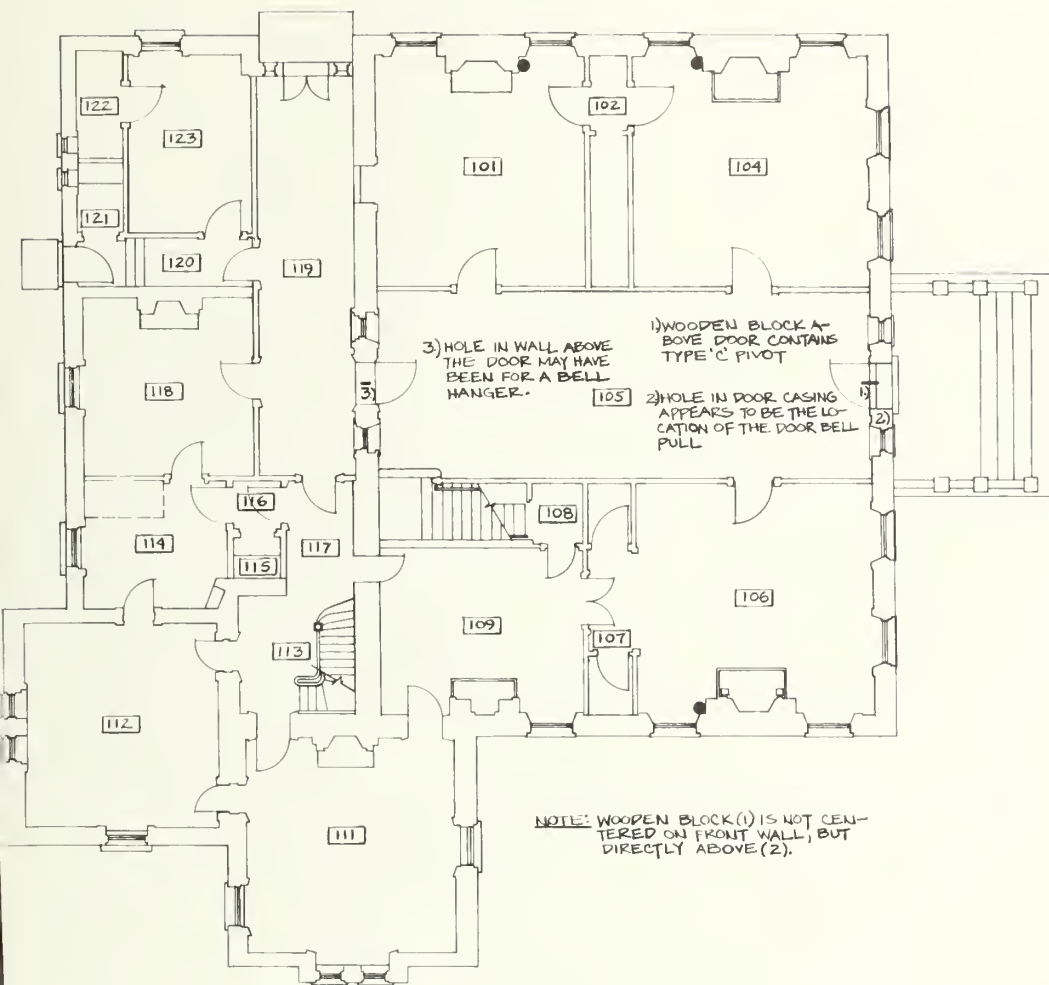 122
123
102
101
104
121
120
119
3) HOLE IN WALL ABOVE
THE DOOR MAY HAVE
BEEN FOR A BELL
HANGER.
1) WOODEN BLOCK A-
BOVE DOOR CONTAINS
TYPE 'C' PIVOT
2) HOLE IN DOOR CASING
APPEARS TO BE THE LO-
CATION OF THE DOOR BELL
PULL
118
3)
105
1)
2)
116
108
114
117
115
106
109
107
113
112
111
NOTE: WOODEN BLOCK (1) IS NOT CEN-
TERED ON FRONT WALL, BUT
DIRECTLY ABOVE (2).